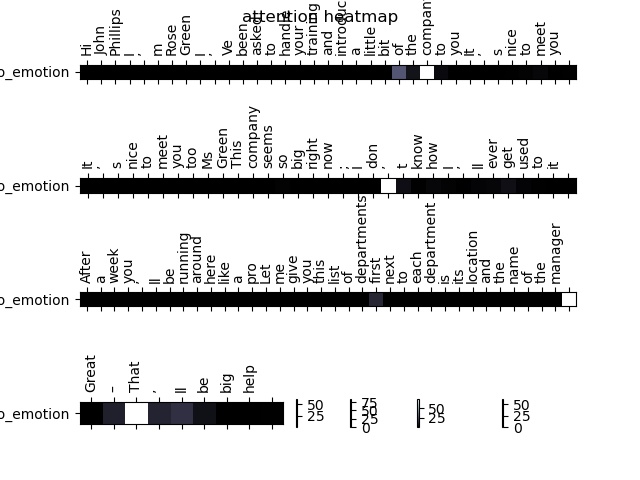 attention heatmap
Hi John Phillips I , m Rose Green I , Ve been asked to handle your training and introduc a little bit of the compan to you It , s nice to meet you
o_emotion
It , s nice to meet you too Ms Green This company seems so big right now I don , t know how I , ll ever get used to it
o_emotion
After a week you , ll be running around here like a pro Let me give you this list of departments first next to each department is its location and the name of the manager
o_emotion
Great – That , ll be big help
o_emotion
50 25
75 50 25 0
50 25
50 25 0